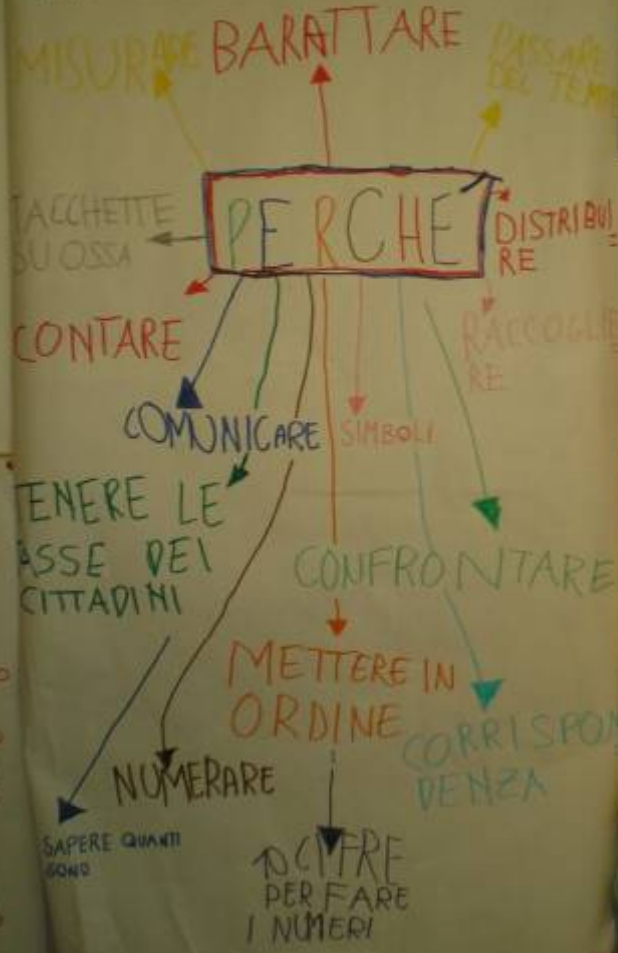 MISURARE
BARATTARE
PASSARE
DEL TEMPO
PERCHE'
TACCHETTE
SU OSSA
DISTRIBUI
RE
CONTARE
RACCOGLIE
RE
COMUNICARE
SIMBOLI
TENERE LE
TASSE DEI
CITTADINI
CONFRONTARE
METTERE IN
ORDINE
CORRISPON
DENZA
NUMERARE
SAPERE QUANTI
SONO
10 CIFRE
PER FARE
I NUMERI